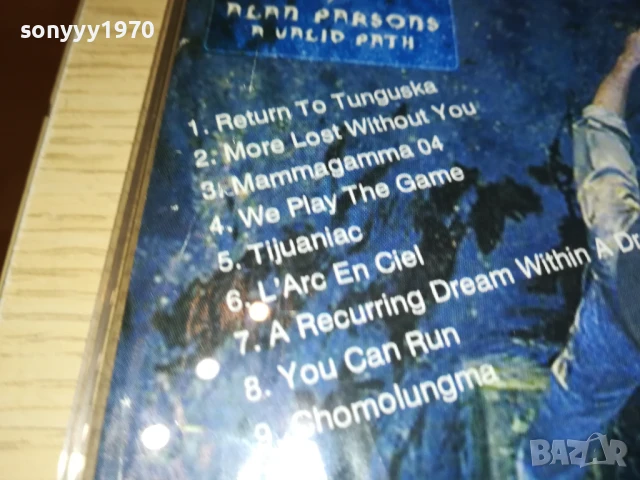 sonyyy1970
ALAN PARSONS
A VALID PATH
1. Return To Tunguska
2. More Lost Without You
3. Mammagamma 04
4. We Play The Game
5. Tijuaniac
6. L'Arc En Ciel
7. A Recurring Dream Within A Dr
8. You Can Run
9. Chomolungma
BAZAR